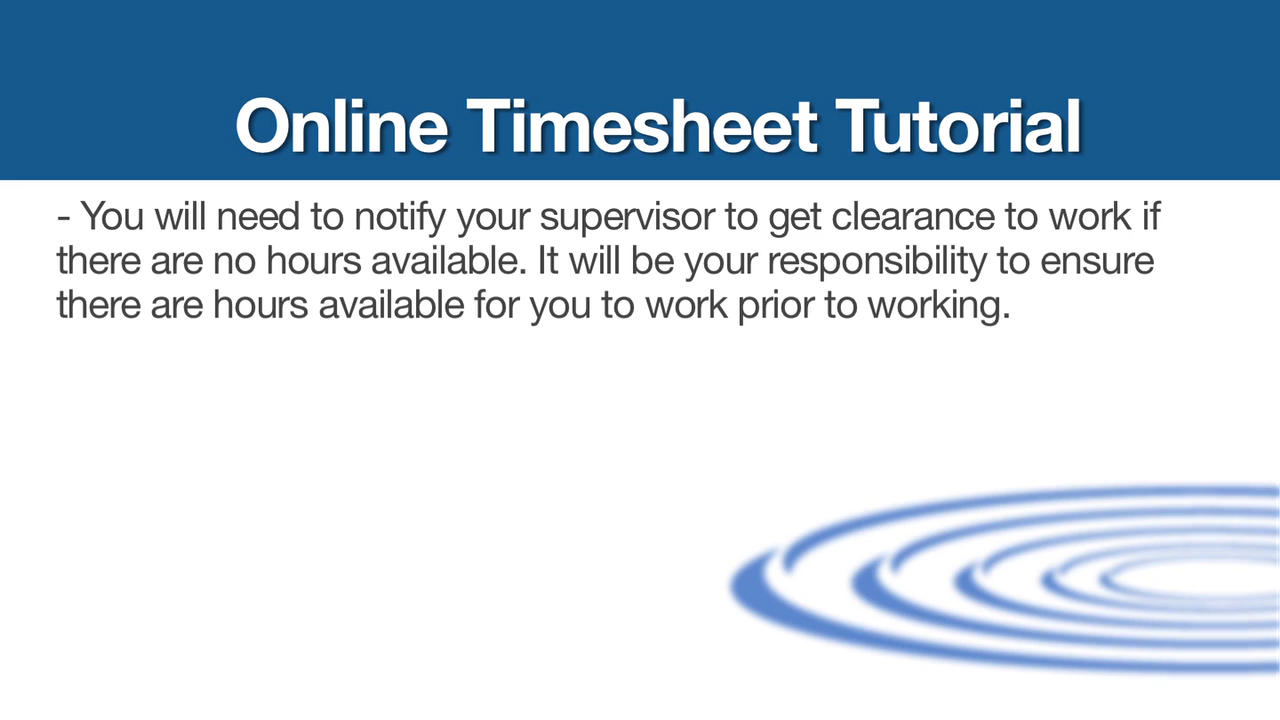 Online Timesheet Tutorial
- You will need to notify your supervisor to get clearance to work if
there are no hours available. It will be your responsibility to ensure
there are hours available for you to work prior to working.